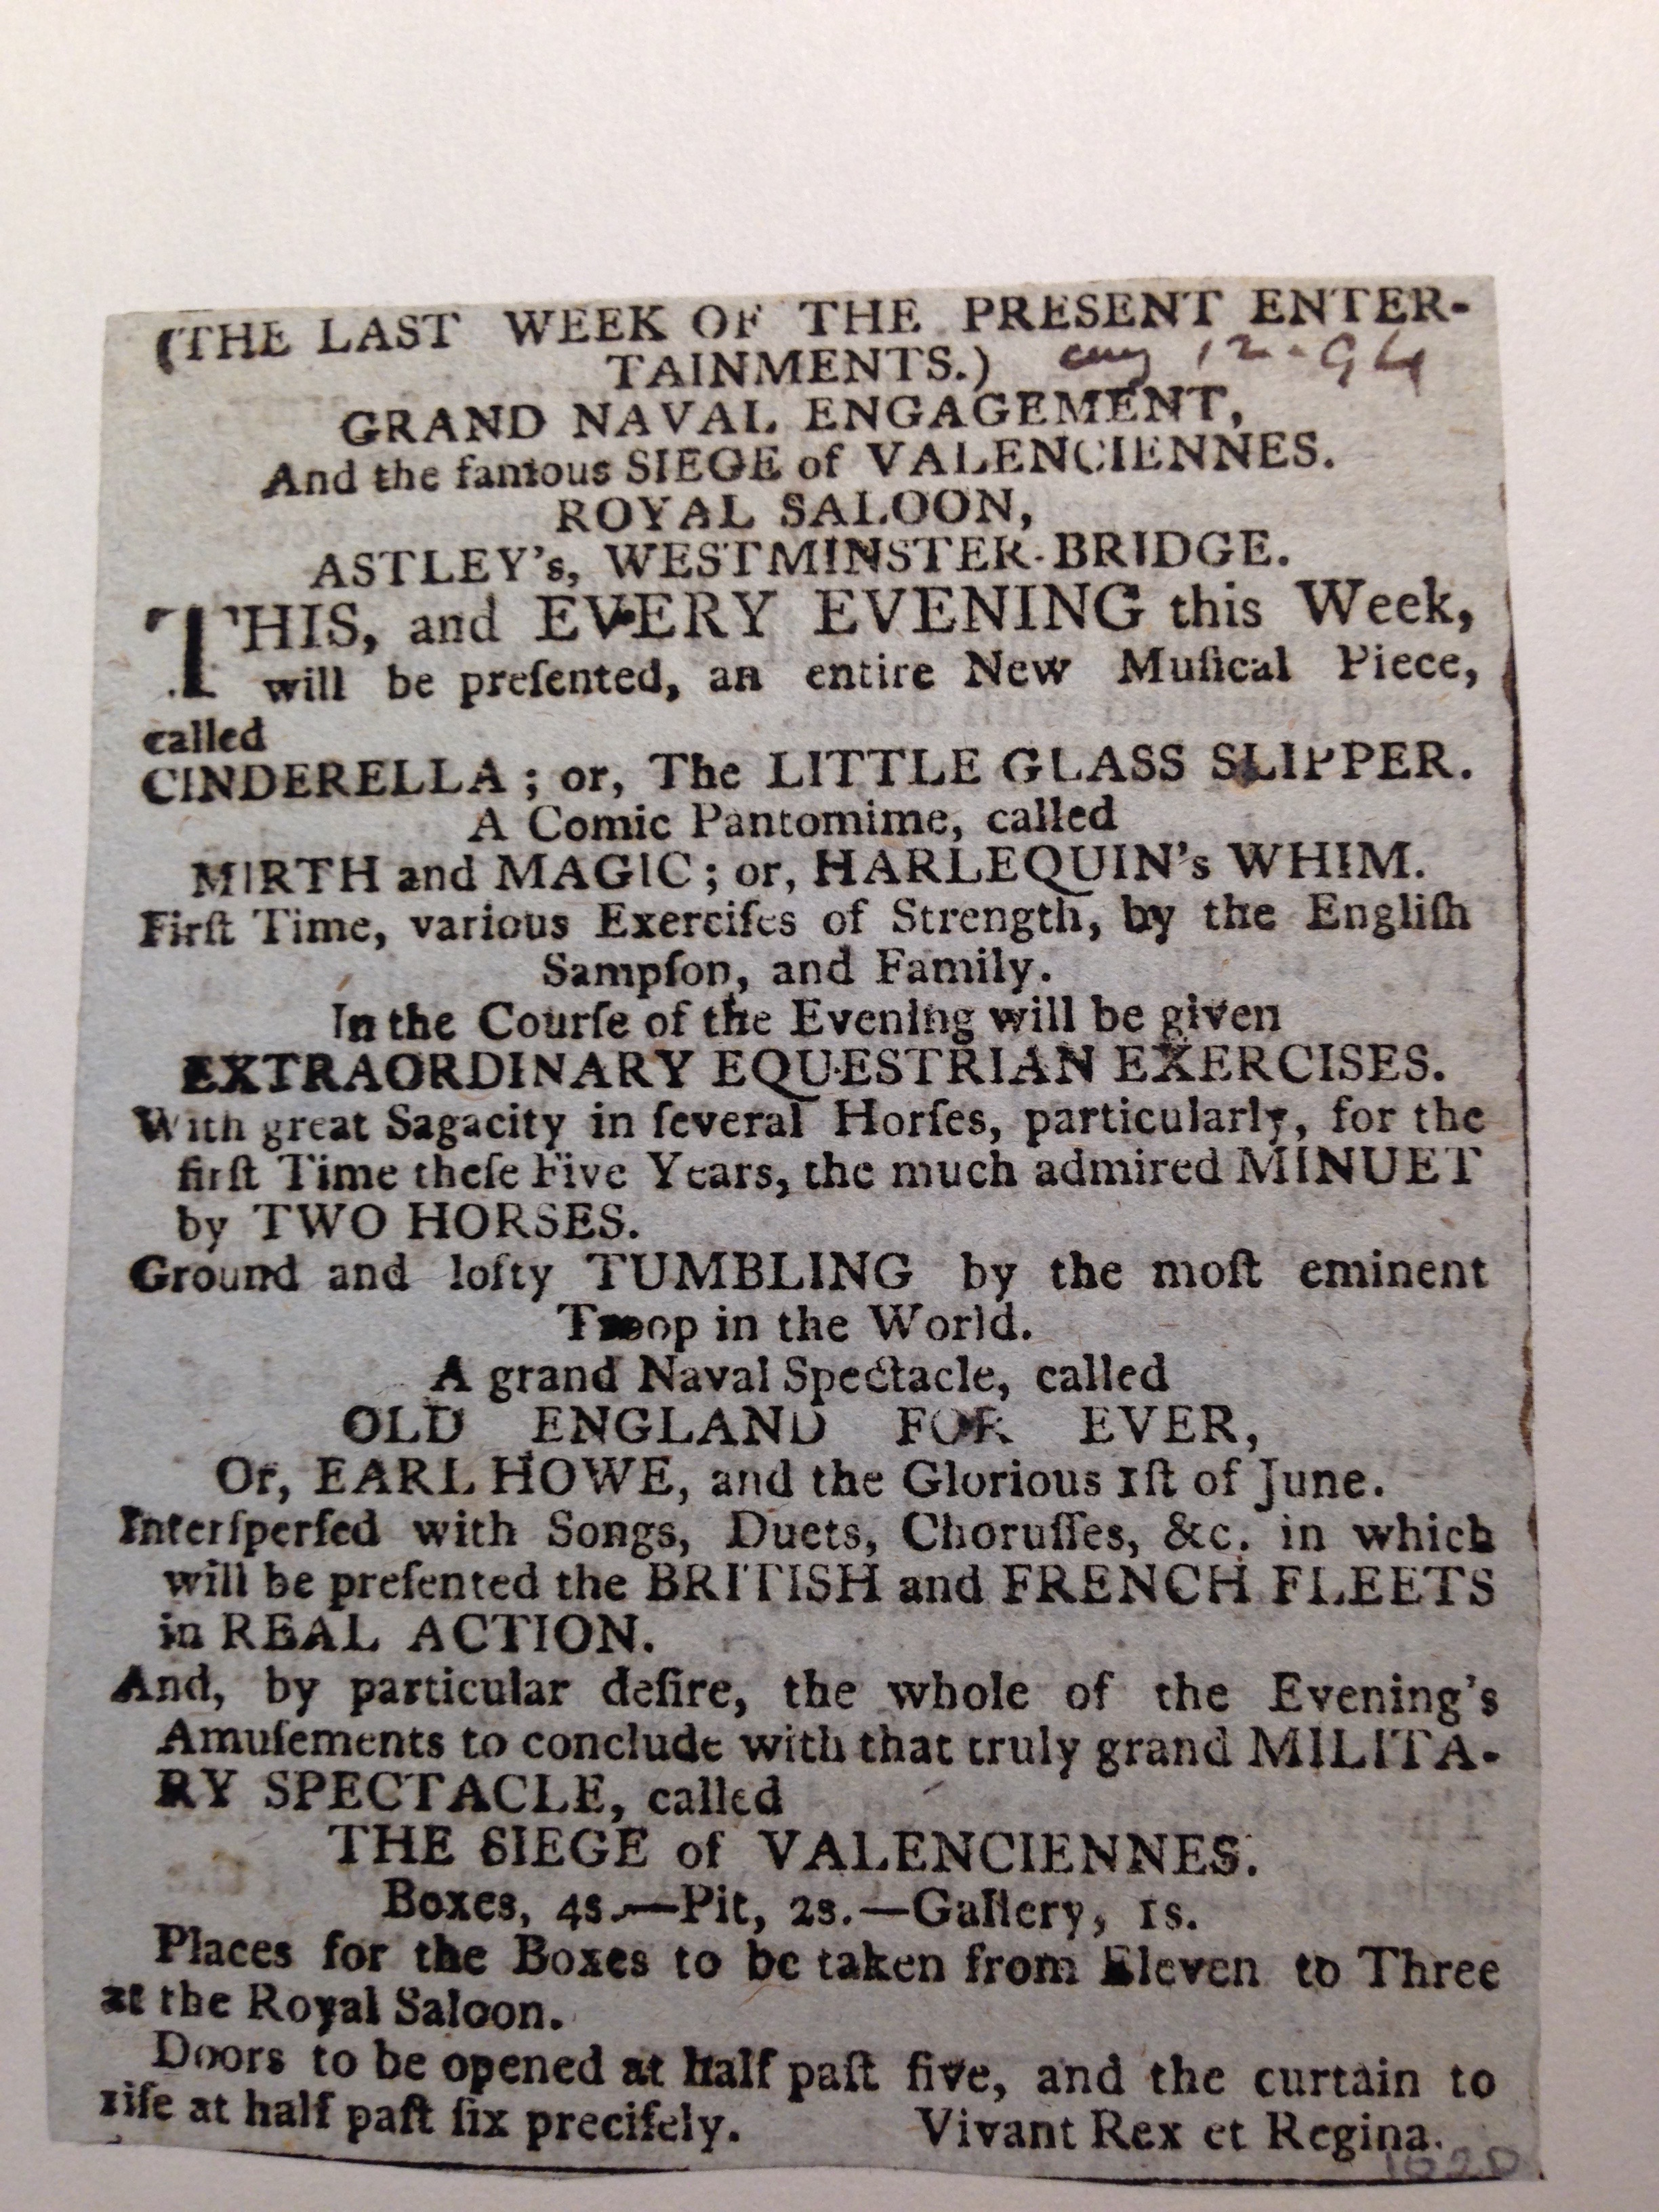 (THE LAST WEEK OF THE PRESENT ENTER-
TAINMENTS.) aug 12.94
GRAND NAVAL ENGAGEMENT,
And the famous SIEGE of VALENCIENNES.
ROYAL SALOON,
ASTLEY's, WESTMINSTER-BRIDGE.
THIS, and EVERY EVENING this Week,
will be preſented, an entire New Muſical Piece,
called
CINDERELLA; or, The LITTLE GLASS SLIPPER.
A Comic Pantomime, called
MIRTH and MAGIC; or, HARLEQUIN's WHIM.
Firſt Time, various Exerciſes of Strength, by the Engliſh
Sampſon, and Family.
In the Courſe of the Evening will be given
EXTRAORDINARY EQUESTRIAN EXERCISES.
With great Sagacity in ſeveral Horſes, particularly, for the
firſt Time theſe Five Years, the much admired MINUET
by TWO HORSES.
Ground and lofty TUMBLING by the moſt eminent
Troop in the World.
A grand Naval Spectacle, called
OLD ENGLAND FOR EVER,
Or, EARL HOWE, and the Glorious 1ſt of June.
Interſperſed with Songs, Duets, Choruſſes, &c. in which
will be preſented the BRITISH and FRENCH FLEETS
in REAL ACTION.
And, by particular deſire, the whole of the Evening's
Amuſements to conclude with that truly grand MILITA-
RY SPECTACLE, called
THE SIEGE of VALENCIENNES.
Boxes, 4s.—Pit, 2s.—Gallery, 1s.
Places for the Boxes to be taken from Eleven to Three
at the Royal Saloon.
Doors to be opened at half paſt five, and the curtain to
riſe at half paſt ſix preciſely. Vivant Rex et Regina.